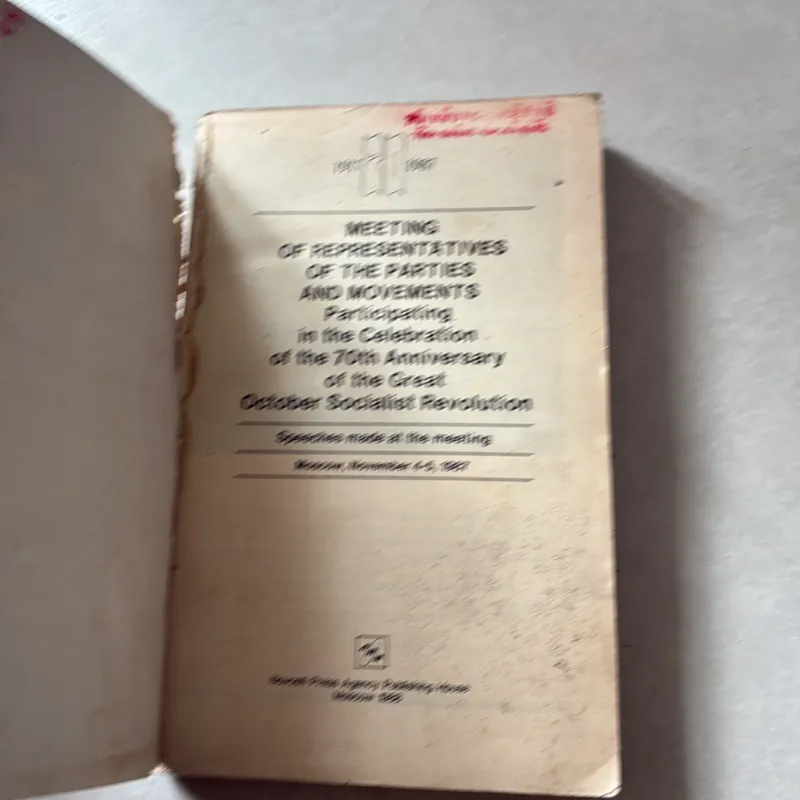 1917 1987
MEETING
OF REPRESENTATIVES
OF THE PARTIES
AND MOVEMENTS
Participating
in the Celebration
of the 70th Anniversary
of the Great
October Socialist Revolution
Speeches made at the meeting
Moscow, November 4-5, 1987
Novosti Press Agency Publishing House
Moscow 1988